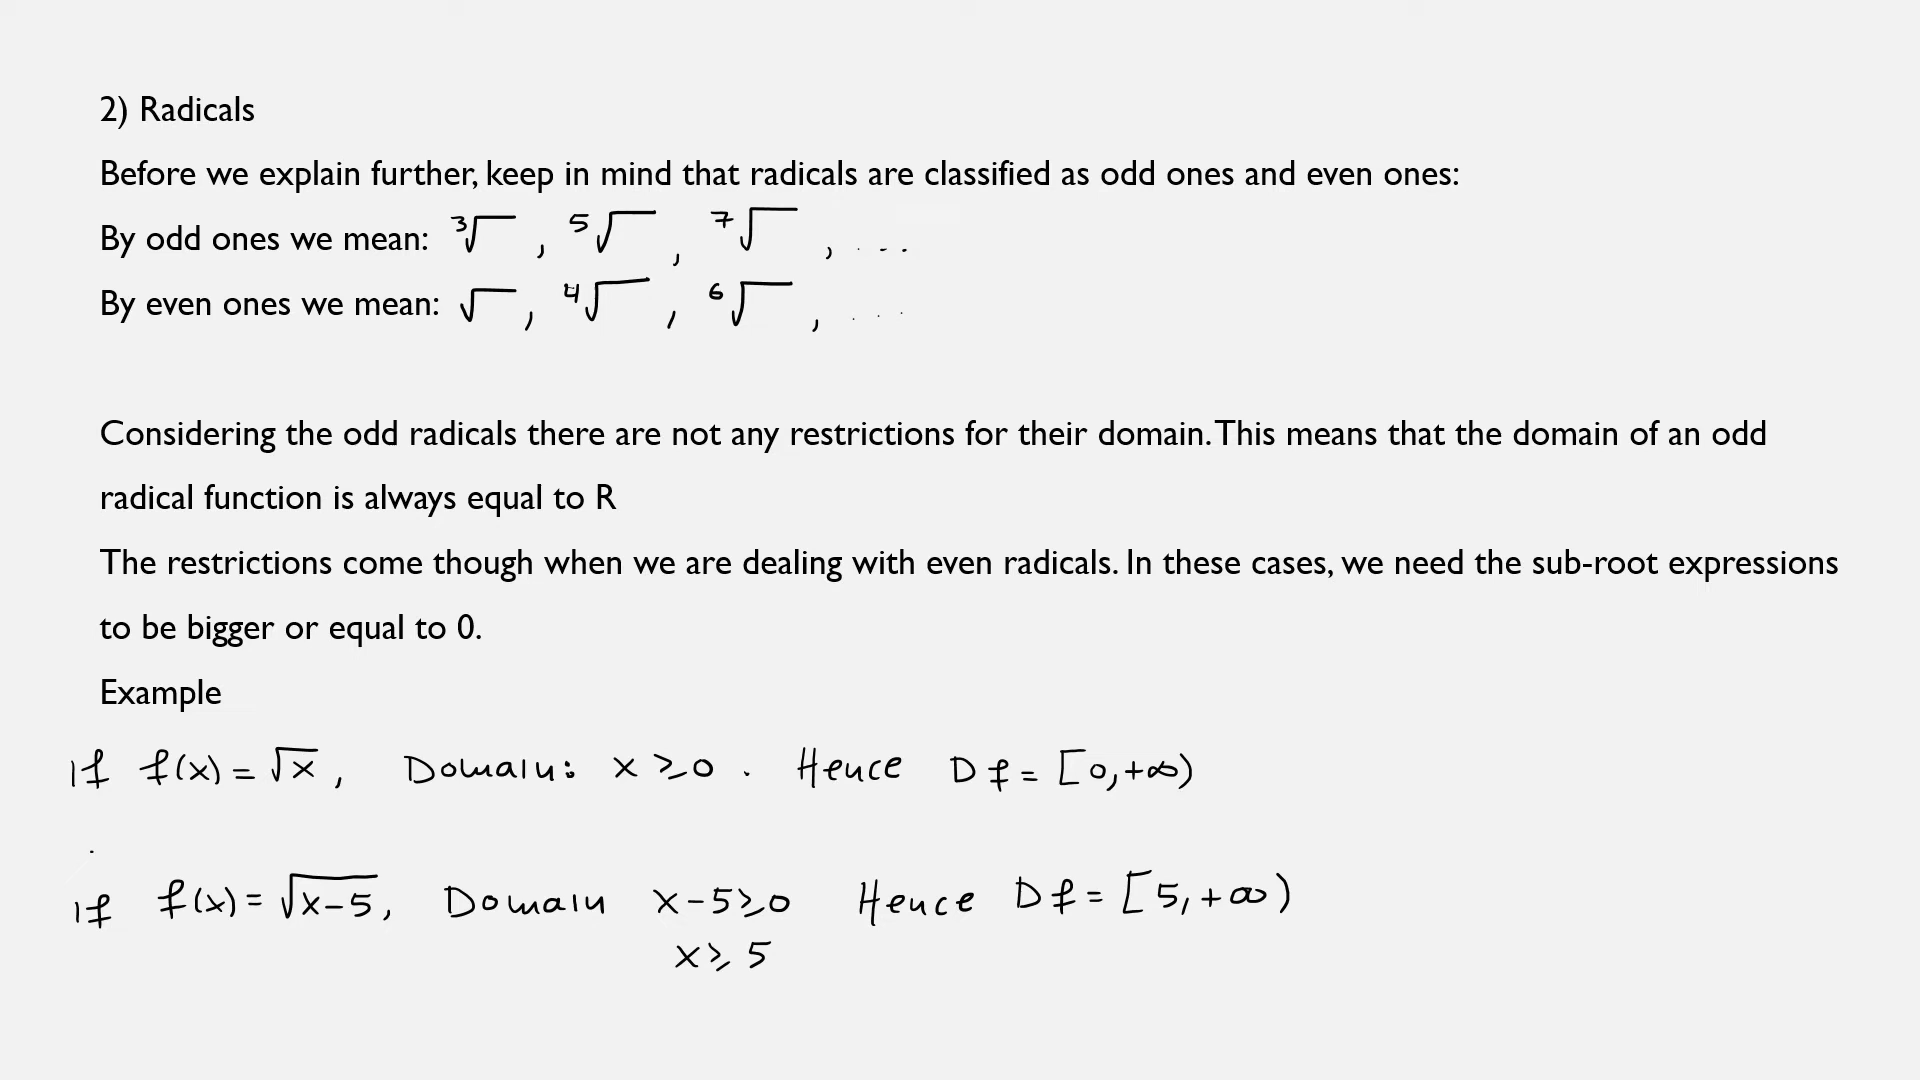 2) Radicals
Before we explain further, keep in mind that radicals are classified as odd ones and even ones:
By odd ones we mean: ³√ , ⁵√ , ⁷√ , ....
By even ones we mean: √ , ⁴√ , ⁶√ , ...
Considering the odd radicals there are not any restrictions for their domain. This means that the domain of an odd
radical function is always equal to R
The restrictions come though when we are dealing with even radicals. In these cases, we need the sub-root expressions
to be bigger or equal to 0.
Example
If f(x) = √x , Domain: x ≥ 0 . Hence Df = [0, +∞)
If f(x) = √(x-5) , Domain x - 5 ≥ 0 Hence Df = [5, +∞)
x ≥ 5